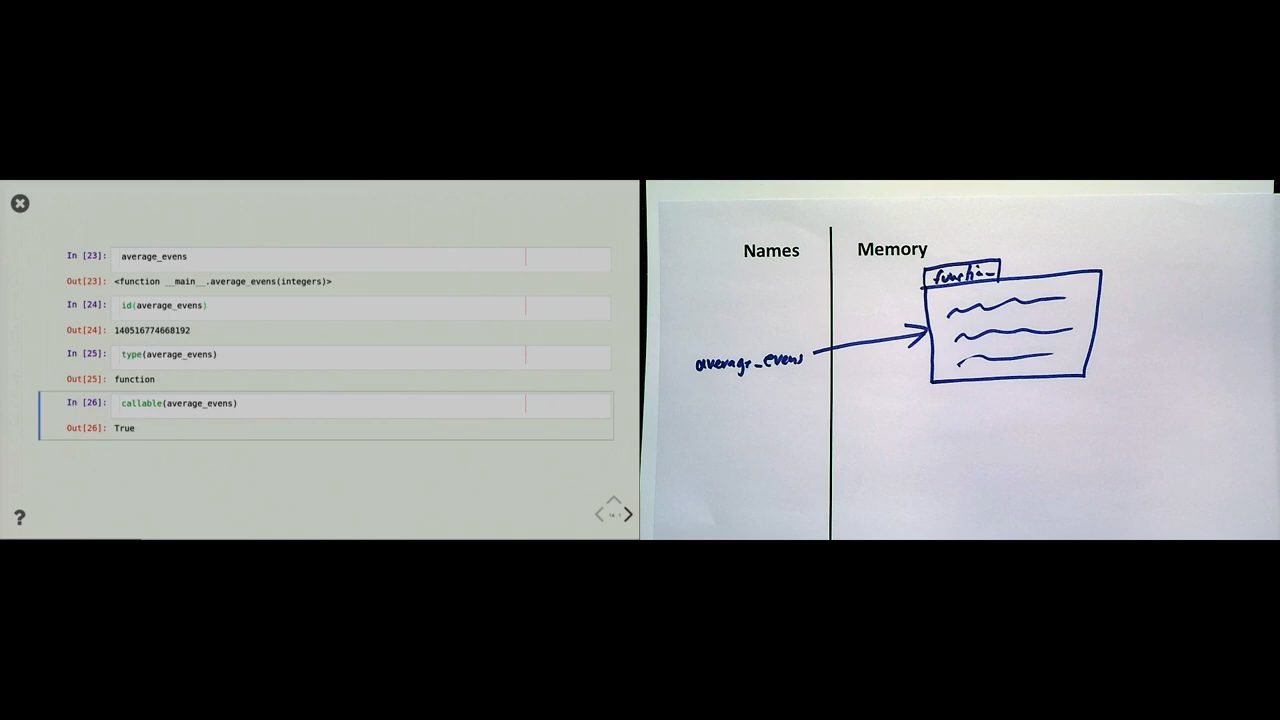 In [23]: average_evens
Out[23]: <function __main__.average_evens(integers)>
In [24]: id(average_evens)
Out[24]: 140516774668192
In [25]: type(average_evens)
Out[25]: function
In [26]: callable(average_evens)
Out[26]: True
?
Names
Memory
function
average_evens